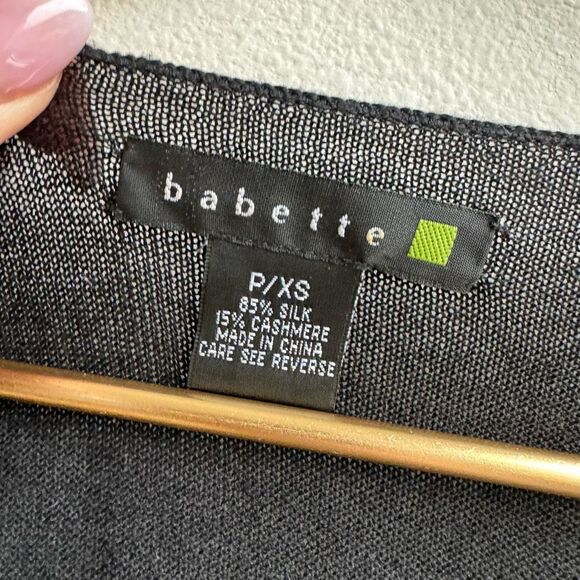 babette
P/XS
85% SILK
15% CASHMERE
MADE IN CHINA
CARE SEE REVERSE